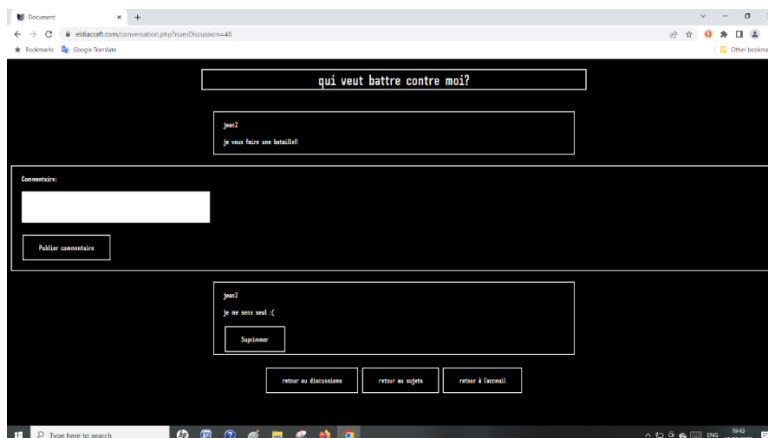 Document
eldiacraft.com/conversation.php?numDiscussion=48
Bookmarks Google Translate
Other bookma
qui veut battre contre moi?
jean2
je veux faire une bataille!!
Commentaire:
Publier commentaire
jean2
je me sens seul :(
Suprimmer
retour au discussions retour au sujets retour à l'acceuil
Type here to search
ENG
19:43